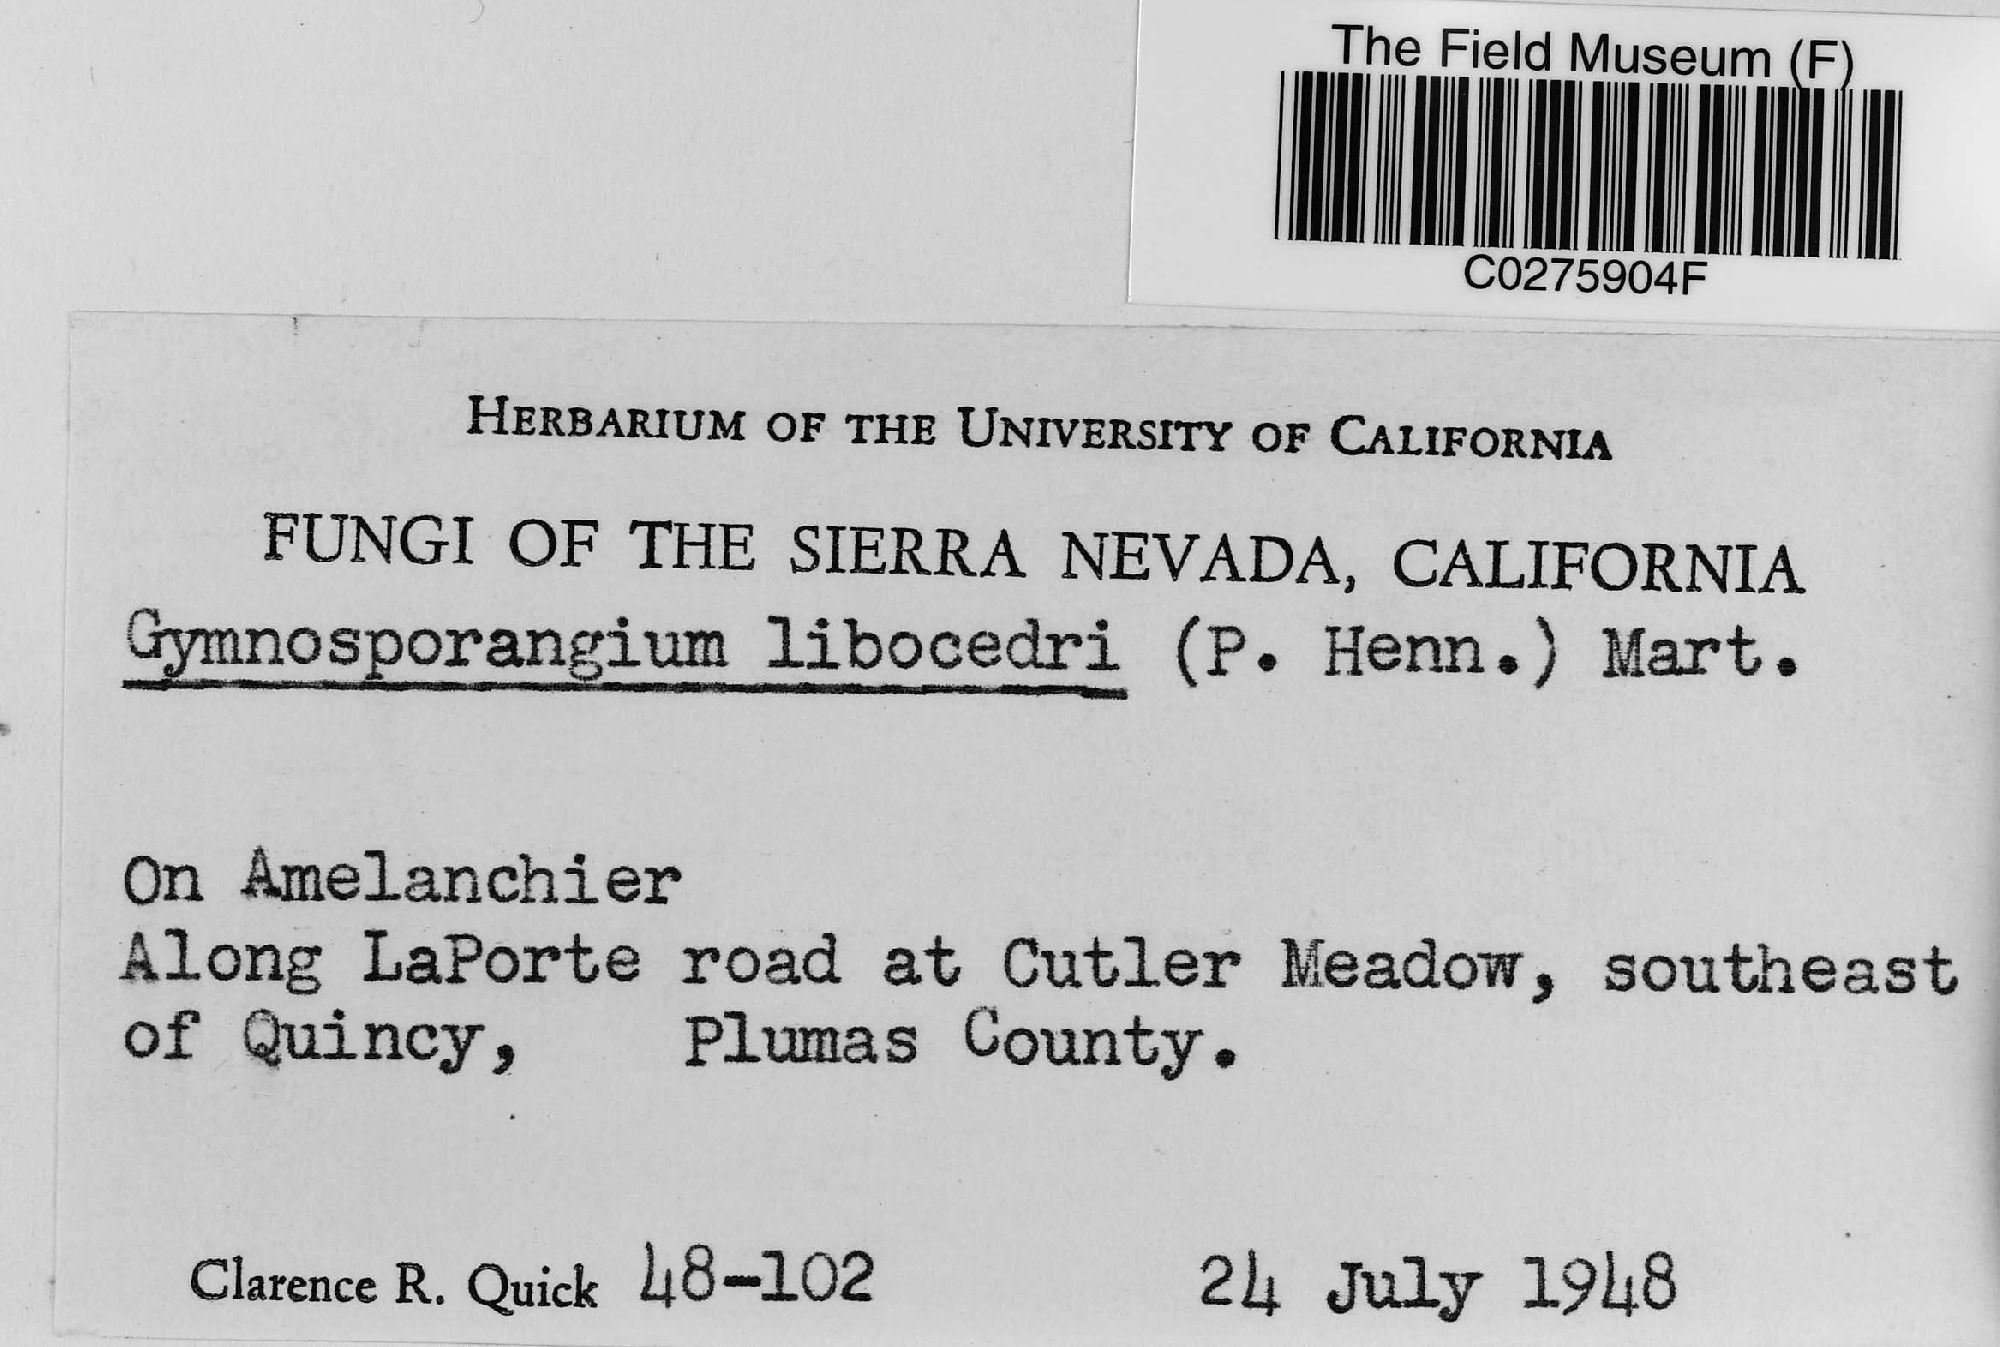 The Field Museum (F)
C0275904F
HERBARIUM OF THE UNIVERSITY OF CALIFORNIA
FUNGI OF THE SIERRA NEVADA, CALIFORNIA
Gymnosporangium libocedri (P. Henn.) Mart.
On Amelanchier
Along LaPorte road at Cutler Meadow, southeast
of Quincy, Plumas County.
Clarence R. Quick 48-102 24 July 1948